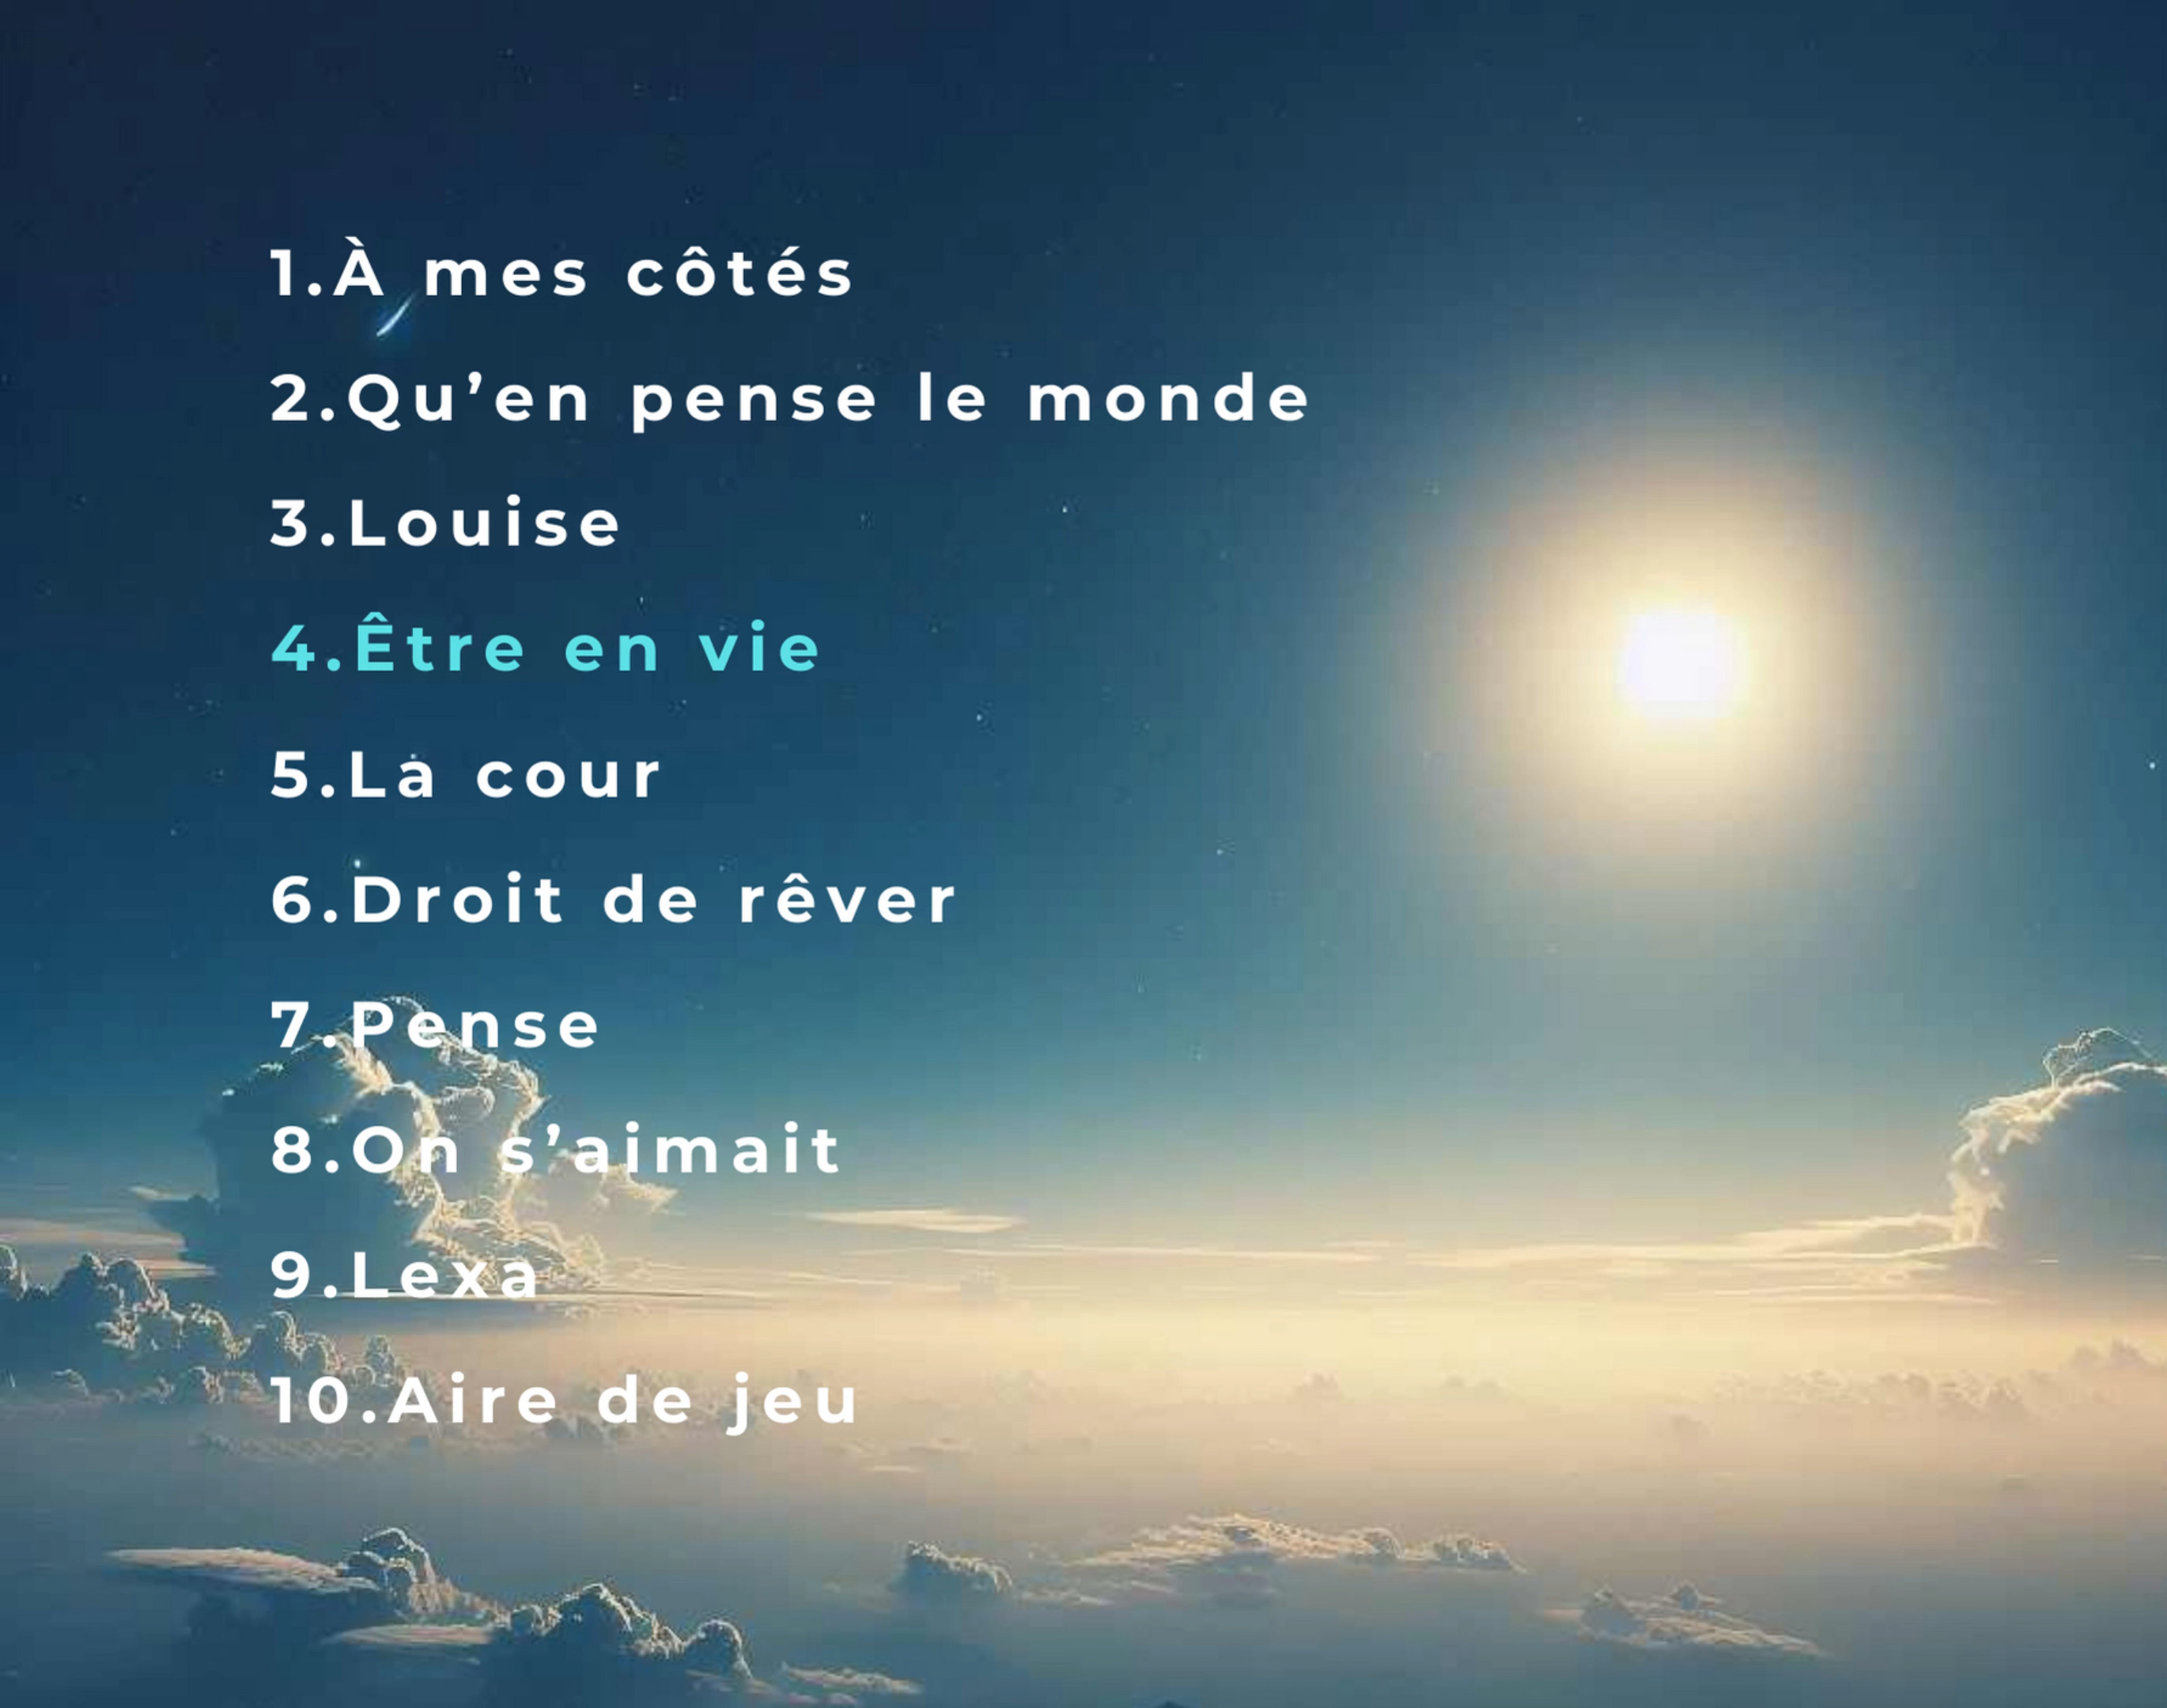 1.À mes côtés
2.Qu’en pense le monde
3.Louise
4.Être en vie
5.La cour
6.Droit de rêver
7.Pense
8.On s’aimait
9.Lexa
10.Aire de jeu